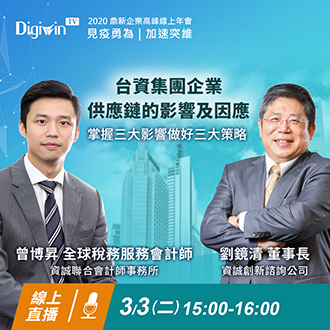 Digiwin TV
2020 鼎新企業高峰線上年會
見疫勇為 | 加速突維
台資集團企業
供應鏈的影響及因應
掌握三大影響做好三大策略
曾博昇 全球稅務服務會計師
資誠聯合會計師事務所
劉鏡清 董事長
資誠創新諮詢公司
線上
直播
3/3(二) 15:00-16:00